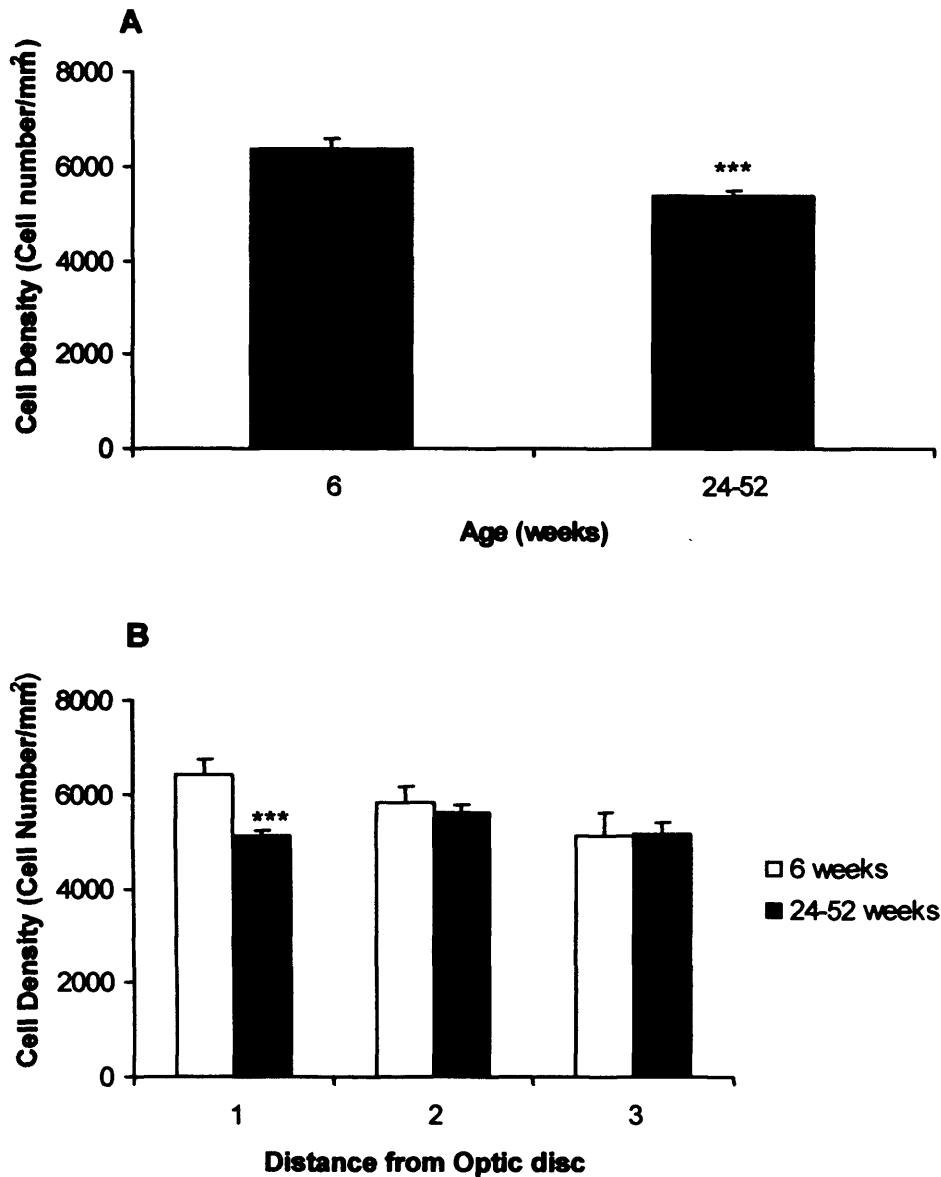 A
Cell Density (Cell number/mm²)
8000
6000
4000
2000
0
***
6
24-52
Age (weeks)
B
Cell Density (Cell Number/mm²)
8000
6000
4000
2000
0
***
1
2
3
6 weeks
24-52 weeks
Distance from Optic disc